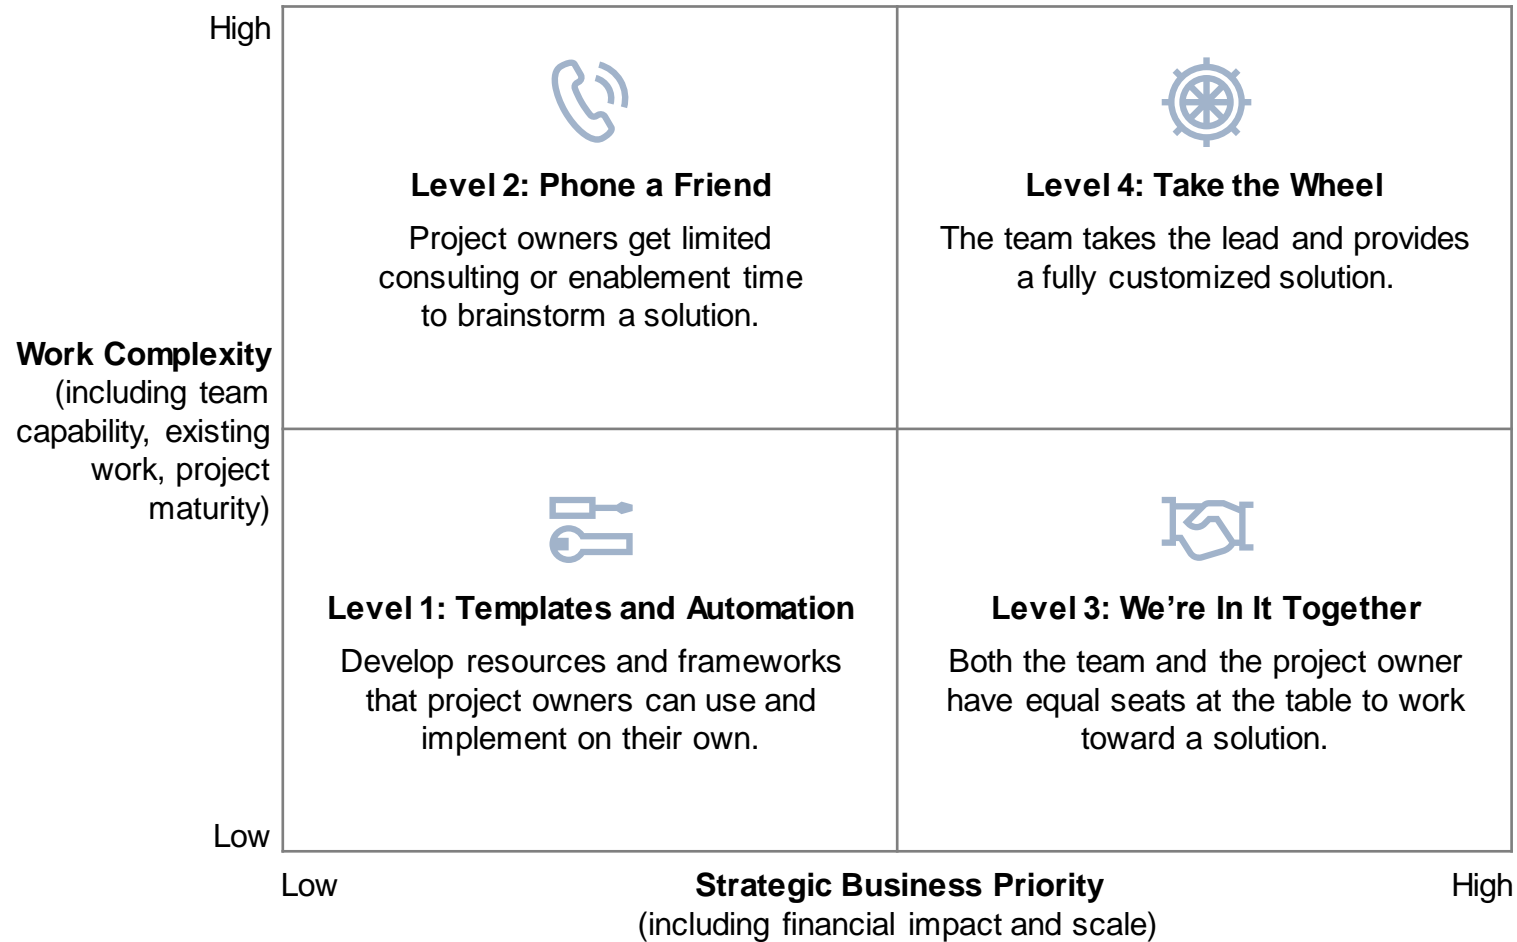 High
Level 2: Phone a Friend
Project owners get limited
consulting or enablement time
to brainstorm a solution.
Level 4: Take the Wheel
The team takes the lead and provides
a fully customized solution.
Work Complexity
(including team
capability, existing
work, project
maturity)
Level 1: Templates and Automation
Develop resources and frameworks
that project owners can use and
implement on their own.
Level 3: We’re In It Together
Both the team and the project owner
have equal seats at the table to work
toward a solution.
Low
Low
Strategic Business Priority
(including financial impact and scale)
High